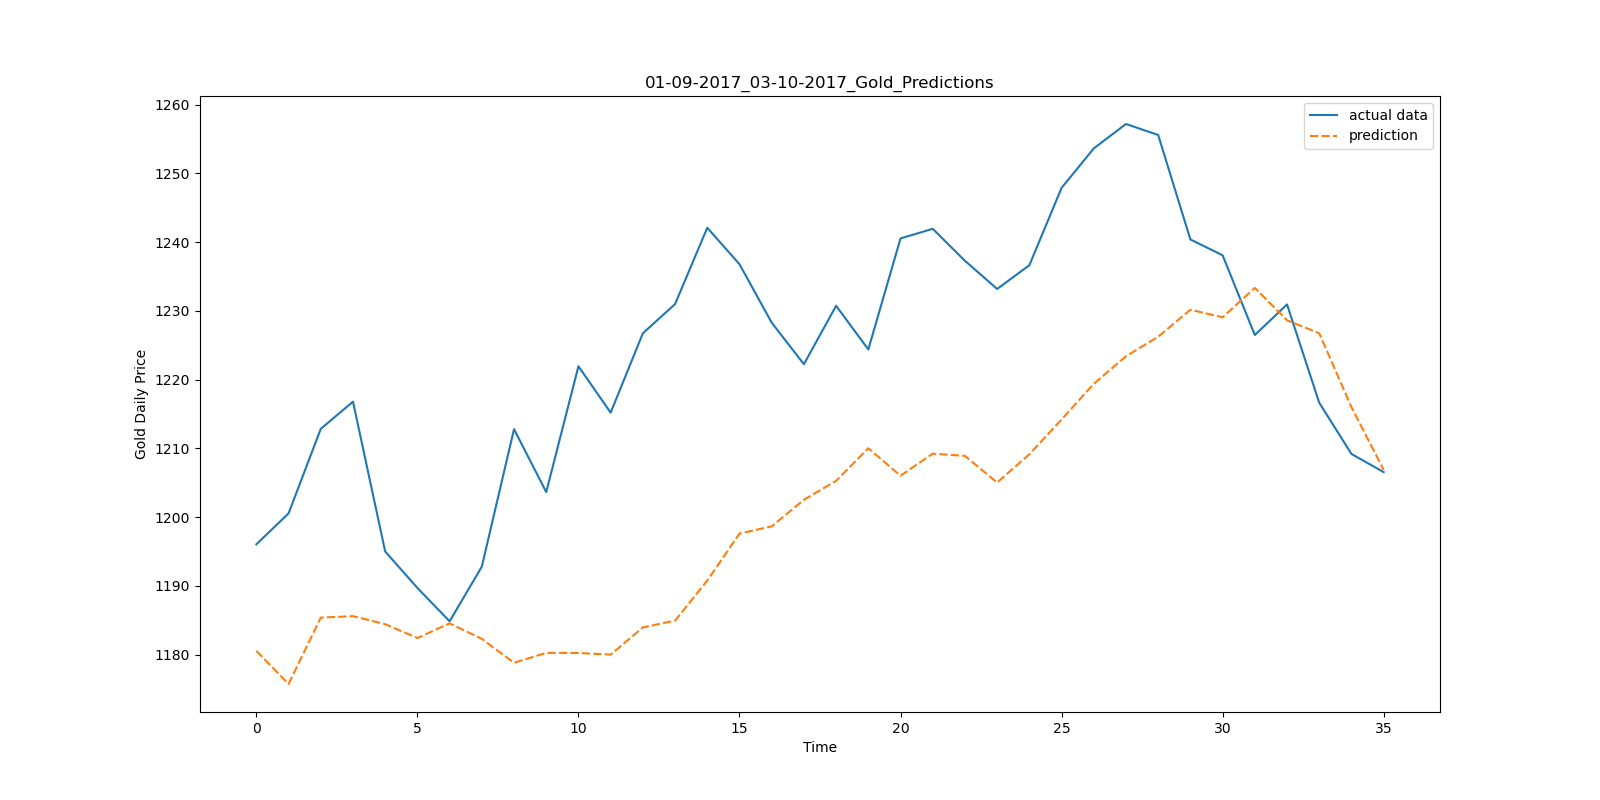 01-09-2017_03-10-2017_Gold_Predictions
actual data
prediction
Gold Daily Price
1260
1250
1240
1230
1220
1210
1200
1190
1180
0 5 10 15 20 25 30 35
Time